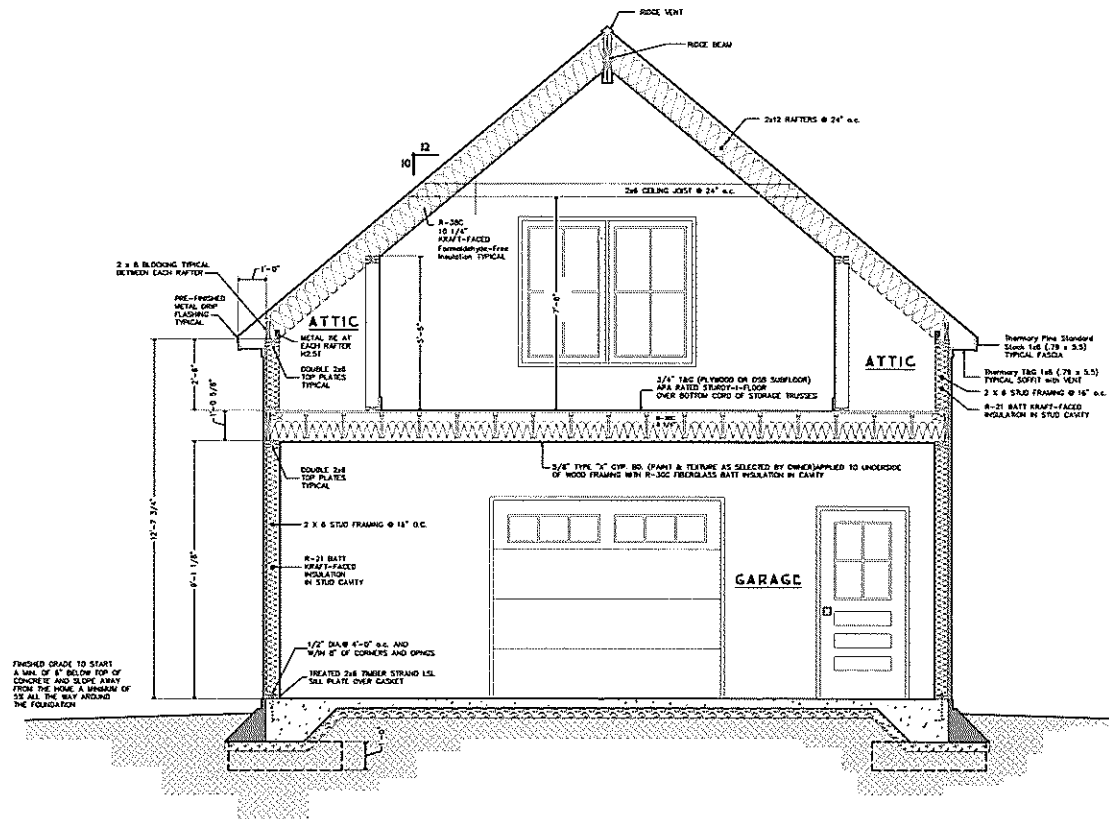 RIDGE VENT
RIDGE BEAM
2x12 RAFTERS @ 24" o.c.
12
10
2x6 CEILING JOIST @ 24" o.c.
R-38C
10 1/4"
KRAFT-FACED
Formaldehyde-Free
Insulation TYPICAL
2 x 6 BLOCKING TYPICAL
BETWEEN EACH RAFTER
1'-0"
PRE-FINISHED
METAL DRIP
FLASHING
TYPICAL
ATTIC
METAL TIE AT
EACH RAFTER
H2.5T
DOUBLE 2x6
TOP PLATES
TYPICAL
5'-5"
7'-6"
ATTIC
Thermory Pine Standard
Stock 1x6 (.79 x 5.5)
TYPICAL FASCIA
Thermory T&G 1x6 (.79 x 5.5)
TYPICAL SOFFIT with VENT
2 X 6 STUD FRAMING @ 16" o.c.
R-21 BATT KRAFT-FACED
INSULATION IN STUD CAVITY
3/4" T&G (PLYWOOD OR OSB SUBFLOOR)
APA RATED STURDY-I-FLOOR
OVER BOTTOM CORD OF STORAGE TRUSSES
2'-6"
1'-0 5/8"
DOUBLE 2x6
TOP PLATES
TYPICAL
5/8" TYPE "X" GYP. BD. (PAINT & TEXTURE AS SELECTED BY OWNER)APPLIED TO UNDERSIDE
OF WOOD FRAMING WITH R-30C FIBERGLASS BATT INSULATION IN CAVITY
12'-7 3/4"
9'-1 1/8"
2 X 6 STUD FRAMING @ 16" O.C.
R-21 BATT
KRAFT-FACED
INSULATION
IN STUD CAVITY
GARAGE
1/2" DIA.@ 4'-0" o.c. AND
W/IN 8" OF CORNERS AND OPNGS
TREATED 2x6 TIMBER STRAND LSL
SILL PLATE OVER GASKET
FINISHED GRADE TO START
A MIN. OF 6" BELOW TOP OF
CONCRETE AND SLOPE AWAY
FROM THE HOME A MINIMUM OF
5% ALL THE WAY AROUND
THE FOUNDATION